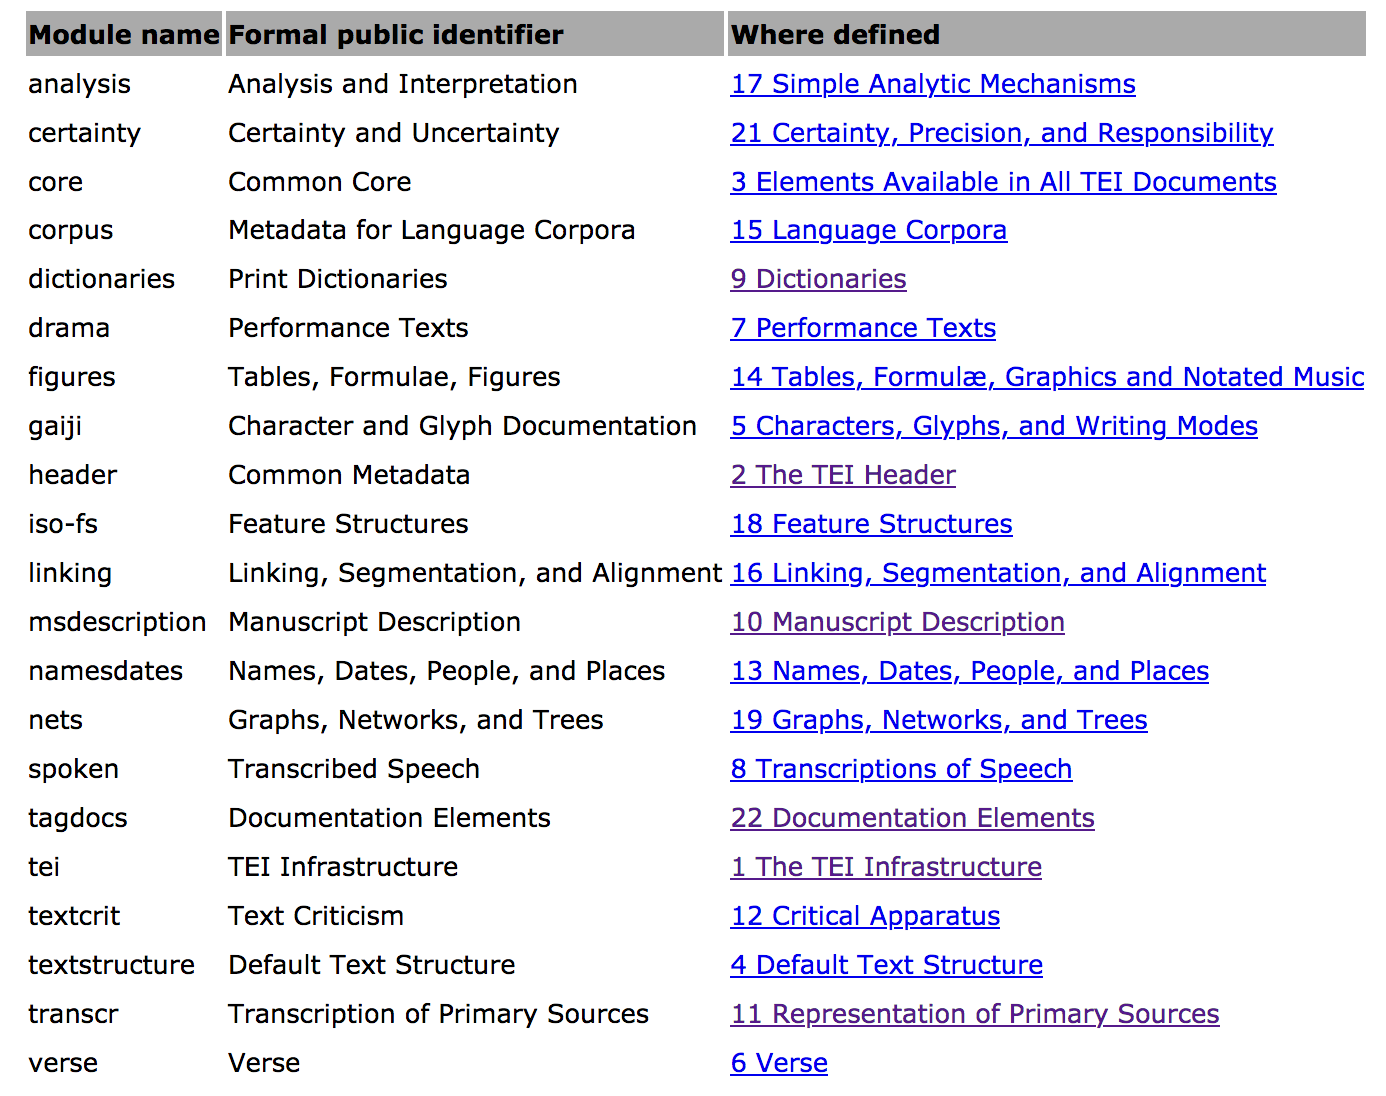 Module name Formal public identifier Where defined
analysis Analysis and Interpretation 17 Simple Analytic Mechanisms
certainty Certainty and Uncertainty 21 Certainty, Precision, and Responsibility
core Common Core 3 Elements Available in All TEI Documents
corpus Metadata for Language Corpora 15 Language Corpora
dictionaries Print Dictionaries 9 Dictionaries
drama Performance Texts 7 Performance Texts
figures Tables, Formulae, Figures 14 Tables, Formulæ, Graphics and Notated Music
gaiji Character and Glyph Documentation 5 Characters, Glyphs, and Writing Modes
header Common Metadata 2 The TEI Header
iso-fs Feature Structures 18 Feature Structures
linking Linking, Segmentation, and Alignment 16 Linking, Segmentation, and Alignment
msdescription Manuscript Description 10 Manuscript Description
namesdates Names, Dates, People, and Places 13 Names, Dates, People, and Places
nets Graphs, Networks, and Trees 19 Graphs, Networks, and Trees
spoken Transcribed Speech 8 Transcriptions of Speech
tagdocs Documentation Elements 22 Documentation Elements
tei TEI Infrastructure 1 The TEI Infrastructure
textcrit Text Criticism 12 Critical Apparatus
textstructure Default Text Structure 4 Default Text Structure
transcr Transcription of Primary Sources 11 Representation of Primary Sources
verse Verse 6 Verse